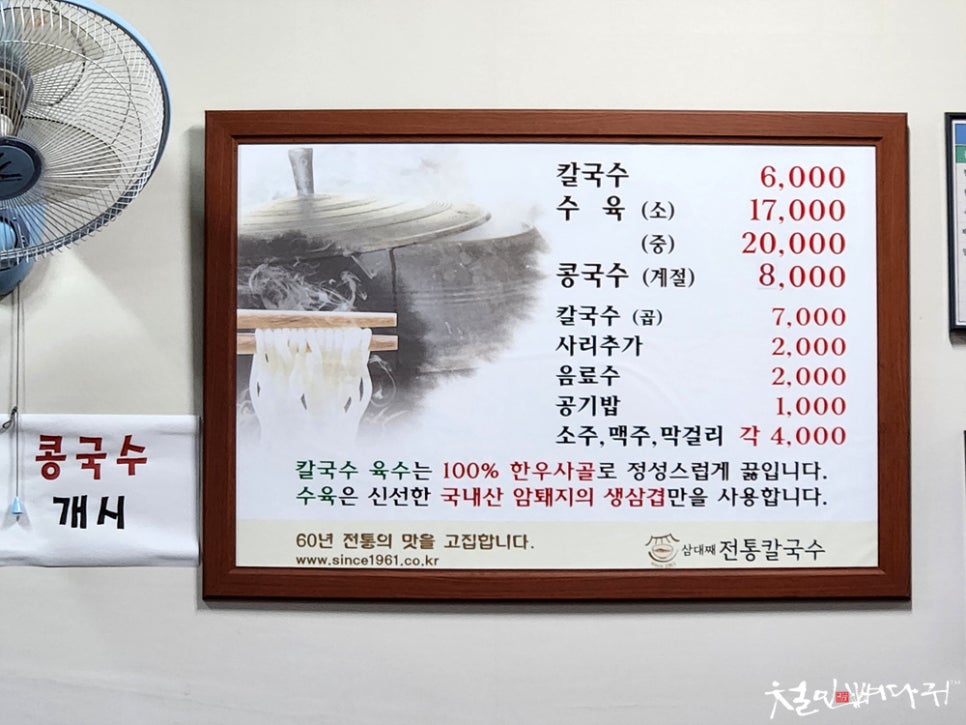 칼국수 6,000
수 육 (소) 17,000
(중) 20,000
콩국수 (계절) 8,000
칼국수 (곱) 7,000
사리추가 2,000
음료수 2,000
공기밥 1,000
소주,맥주,막걸리 각 4,000
칼국수 육수는 100% 한우사골로 정성스럽게 끓입니다.
수육은 신선한 국내산 암퇘지의 생삼겹만을 사용합니다.
60년 전통의 맛을 고집합니다.
www.since1961.co.kr
삼대째 전통칼국수
콩국수
개시
철민뽀다귀